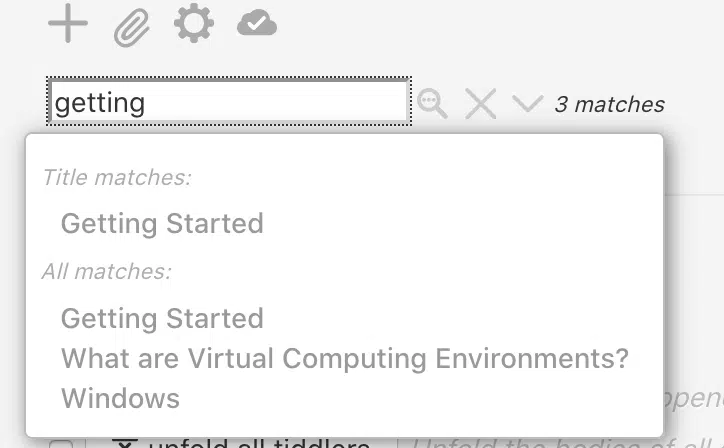 getting
3 matches
Title matches:
Getting Started
All matches:
Getting Started
What are Virtual Computing Environments?
Windows
unfold all tiddlers
Unfold the bodies of all